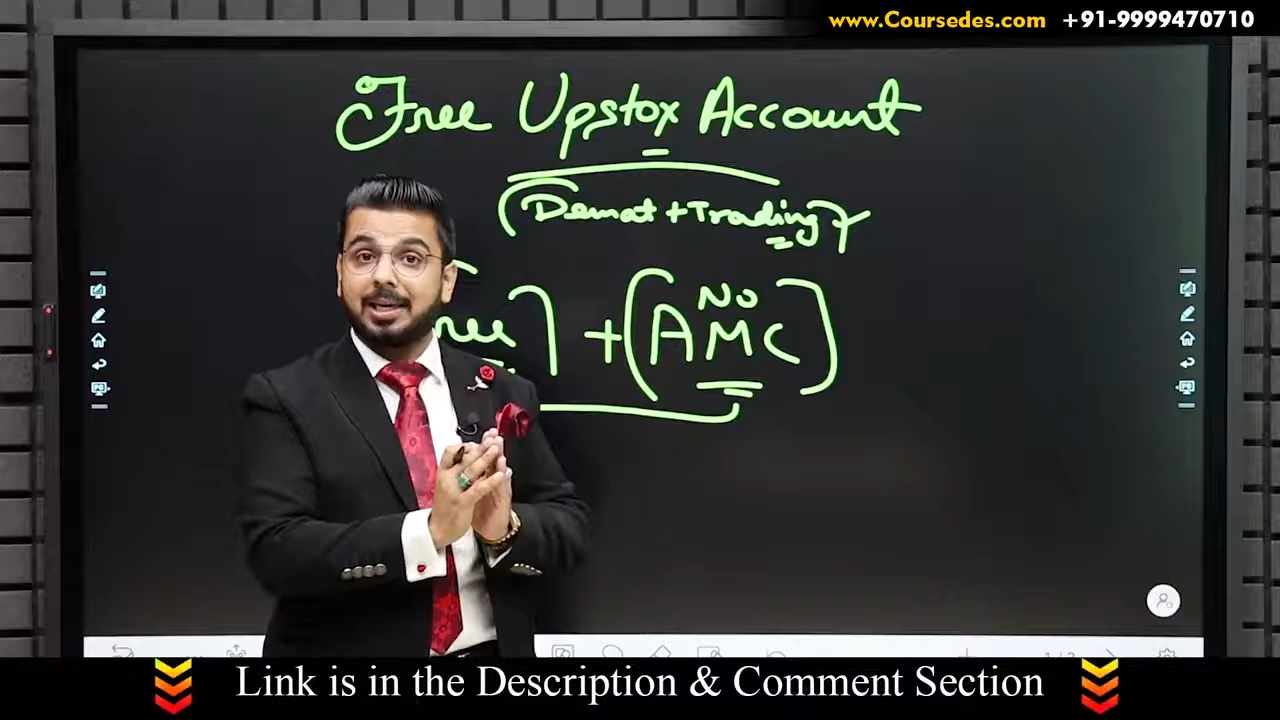 www.Coursedes.com +91-9999470710
Free Upstox Account
(Demat + Trading)
+ (No AMC)
Link is in the Description & Comment Section